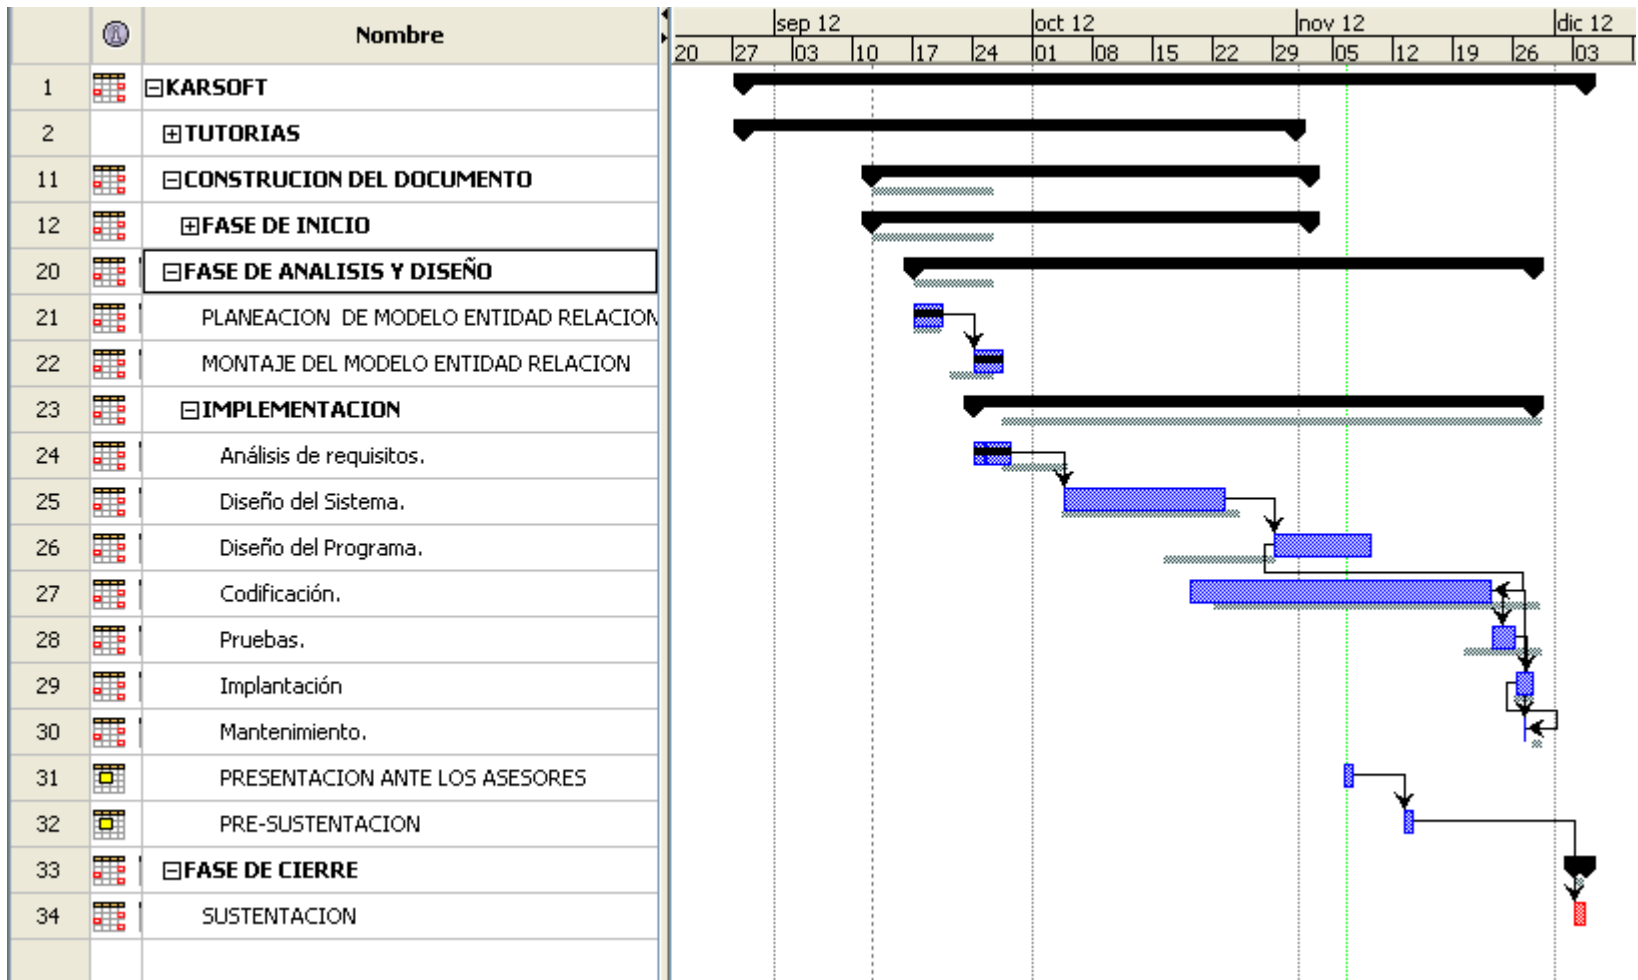 sep 12 oct 12 nov 12 dic 12
Nombre
20 27 03 10 17 24 01 08 15 22 29 05 12 19 26 03
1 KARSOFT
2 TUTORIAS
11 CONSTRUCION DEL DOCUMENTO
12 FASE DE INICIO
20 FASE DE ANALISIS Y DISEÑO
21 PLANEACION DE MODELO ENTIDAD RELACION
22 MONTAJE DEL MODELO ENTIDAD RELACION
23 IMPLEMENTACION
24 Análisis de requisitos.
25 Diseño del Sistema.
26 Diseño del Programa.
27 Codificación.
28 Pruebas.
29 Implantación
30 Mantenimiento.
31 PRESENTACION ANTE LOS ASESORES
32 PRE-SUSTENTACION
33 FASE DE CIERRE
34 SUSTENTACION